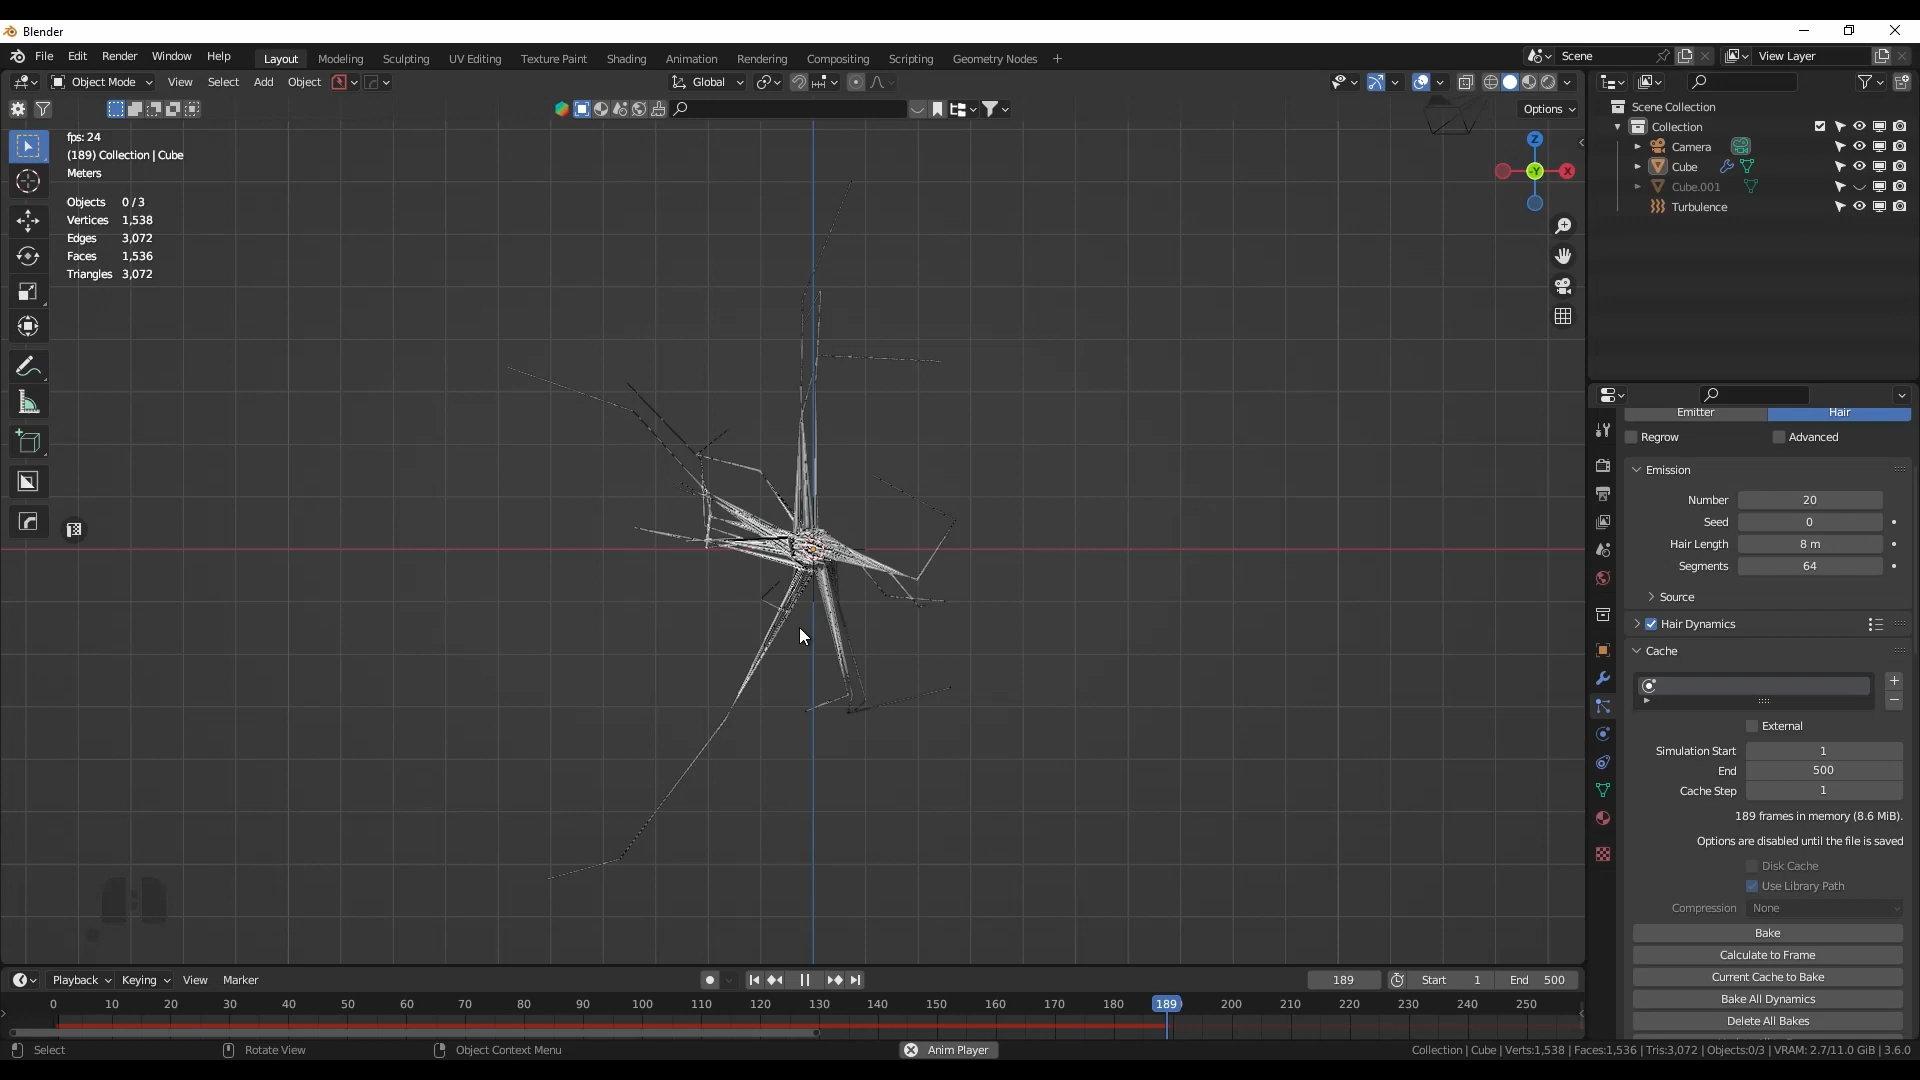 Blender
File Edit Render Window Help Layout Modeling Sculpting UV Editing Texture Paint Shading Animation Rendering Compositing Scripting Geometry Nodes + Scene View Layer
Object Mode View Select Add Object Global
Options
fps: 24
(189) Collection | Cube
Meters
Objects 0/3
Vertices 1,538
Edges 3,072
Faces 1,536
Triangles 3,072
Z
-Y X
Scene Collection
Collection
Camera
Cube
Cube.001
Turbulence
Emitter Hair
Regrow Advanced
Emission
Number 20
Seed 0
Hair Length 8 m
Segments 64
Source
Hair Dynamics
Cache
External
Simulation Start 1
End 500
Cache Step 1
189 frames in memory (8.6 MiB).
Options are disabled until the file is saved
Disk Cache
Use Library Path
Compression None
Bake
Calculate to Frame
Current Cache to Bake
Bake All Dynamics
Delete All Bakes
Playback Keying View Marker 189 Start 1 End 500
0 10 20 30 40 50 60 70 80 90 100 110 120 130 140 150 160 170 180 189 200 210 220 230 240 250
Select Rotate View Object Context Menu Anim Player Collection | Cube | Verts:1,538 | Faces:1,536 | Tris:3,072 | Objects:0/3 | VRAM: 2.7/11.0 GiB | 3.6.0